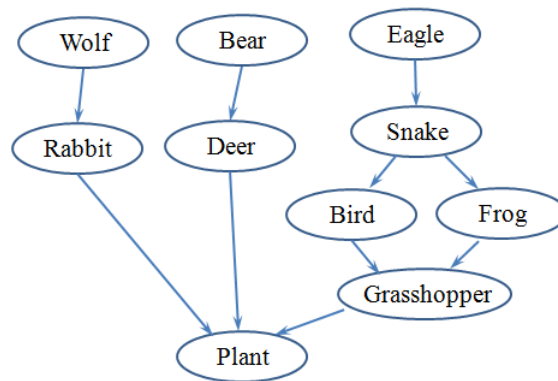 Wolf
Bear
Eagle
Rabbit
Deer
Snake
Bird
Frog
Grasshopper
Plant